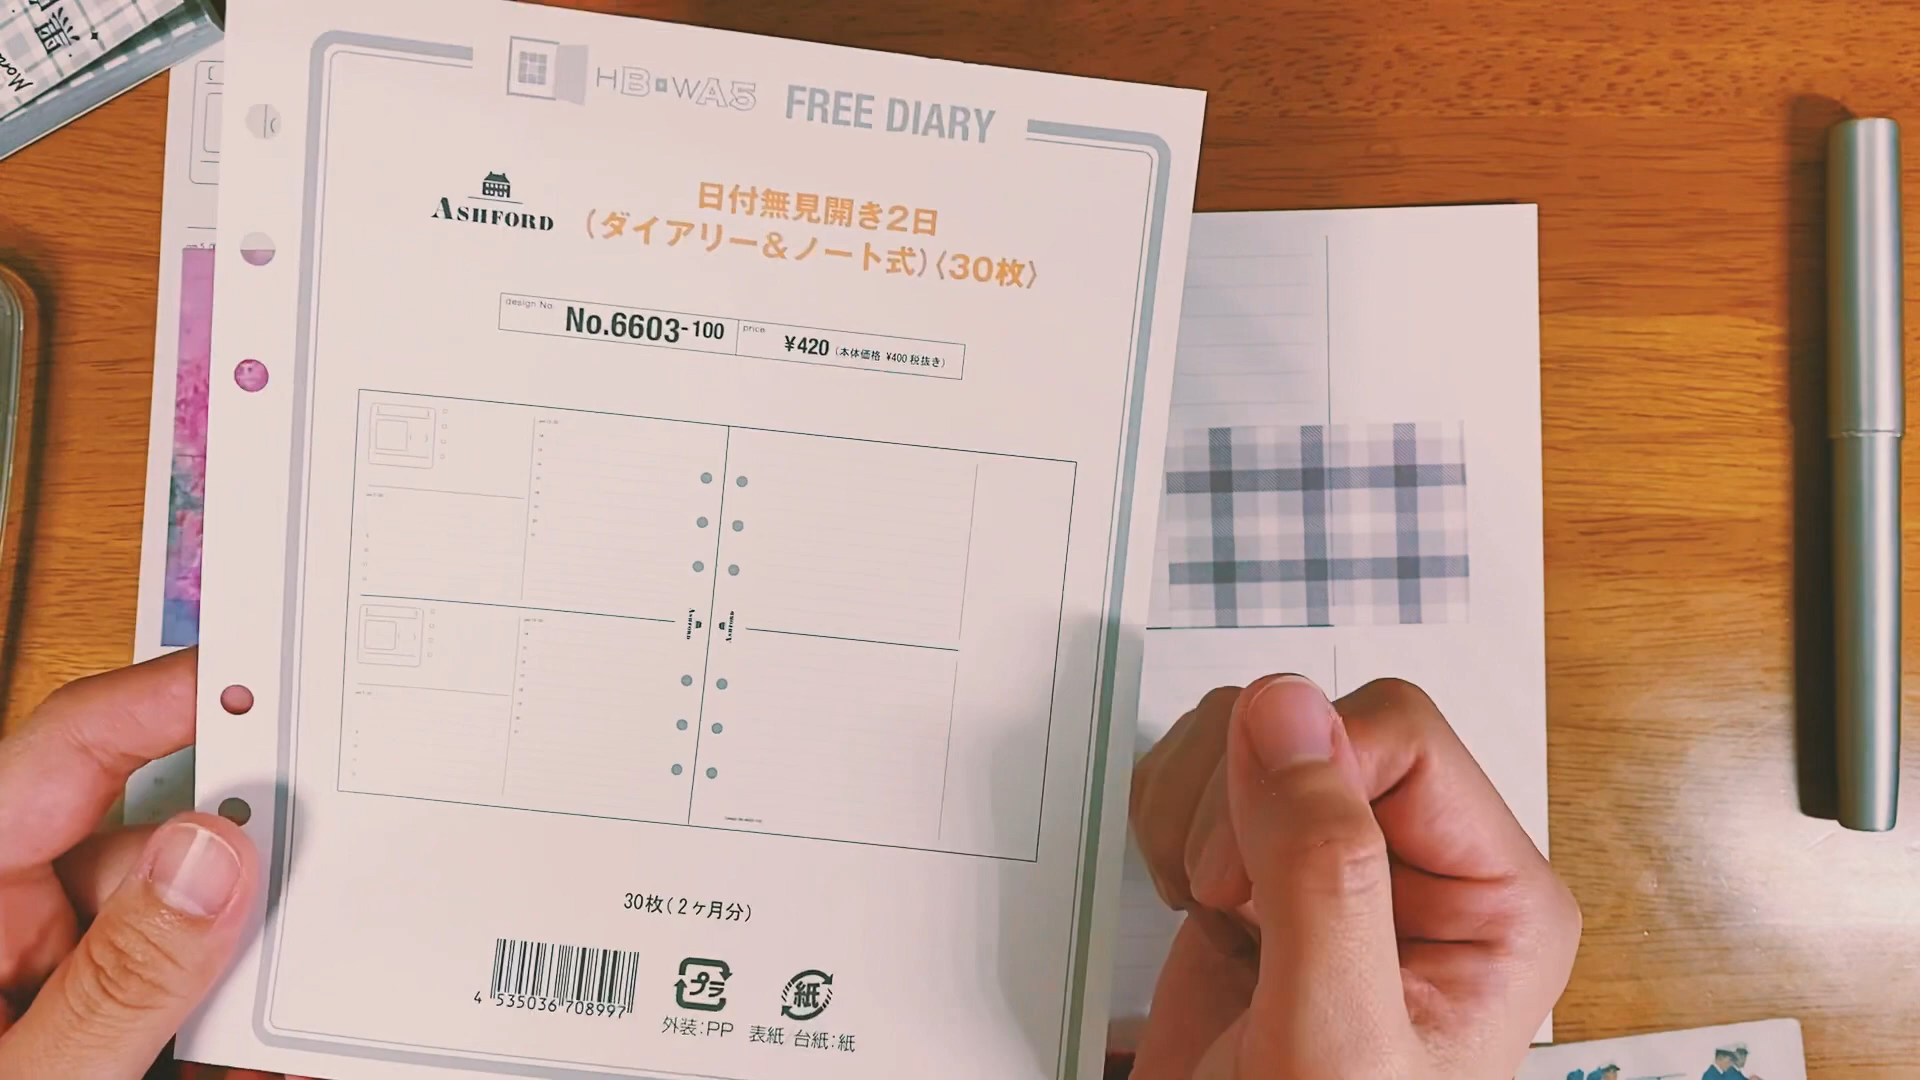 HB×WA5 FREE DIARY
ASHFORD
日付無見開き2日
(ダイアリー&ノート式)〈30枚〉
design No. No.6603-100 price ¥420 (本体価格 ¥400 税抜き)
ASHFORD
ASHFORD
30枚(2ヶ月分)
4 535036 708997
プラ
紙
外装:PP
表紙/台紙:紙